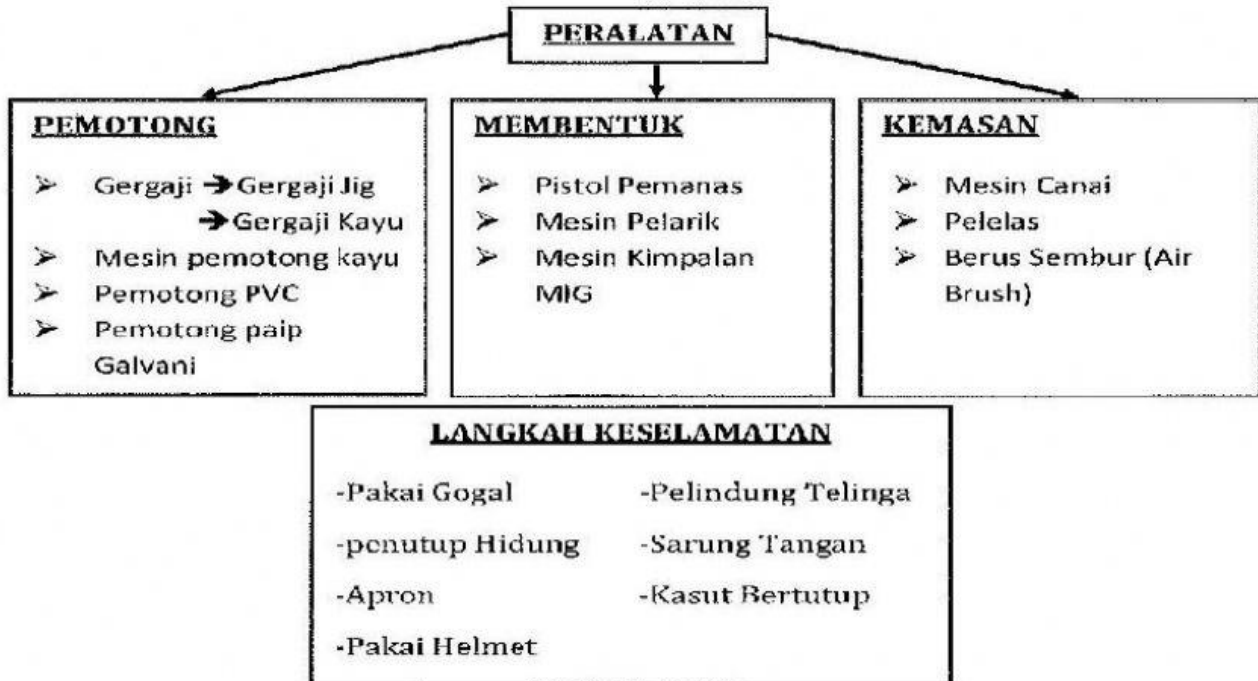 PERALATAN
PEMOTONG
➢ Gergaji ➔Gergaji Jig
➔Gergaji Kayu
➢ Mesin pemotong kayu
➢ Pemotong PVC
➢ Pemotong paip
Galvani
MEMBENTUK
➢ Pistol Pemanas
➢ Mesin Pelarik
➢ Mesin Kimpalan
MIG
KEMASAN
➢ Mesin Canai
➢ Pelelas
➢ Berus Sembur (Air
Brush)
LANGKAH KESELAMATAN
-Pakai Gogal
-Pelindung Telinga
-penutup Hidung
-Sarung Tangan
-Apron
-Kasut Bertutup
-Pakai Helmet